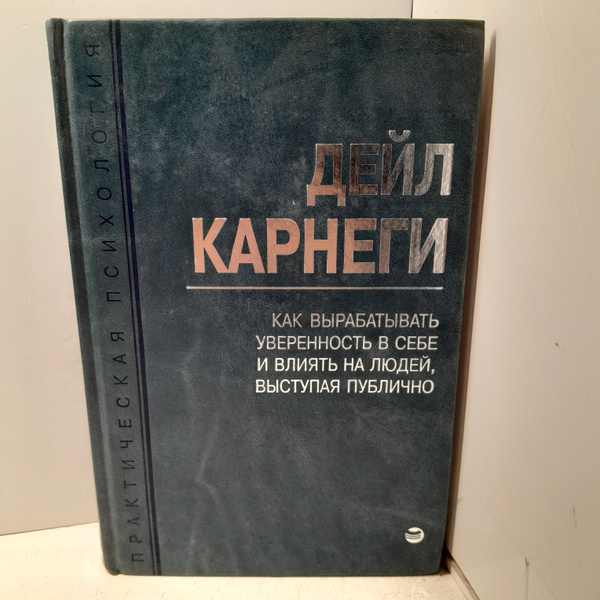 ПРАКТИЧЕСКАЯ ПСИХОЛОГИЯ
ДЕЙЛ
КАРНЕГИ
КАК ВЫРАБАТЫВАТЬ
УВЕРЕННОСТЬ В СЕБЕ
И ВЛИЯТЬ НА ЛЮДЕЙ,
ВЫСТУПАЯ ПУБЛИЧНО